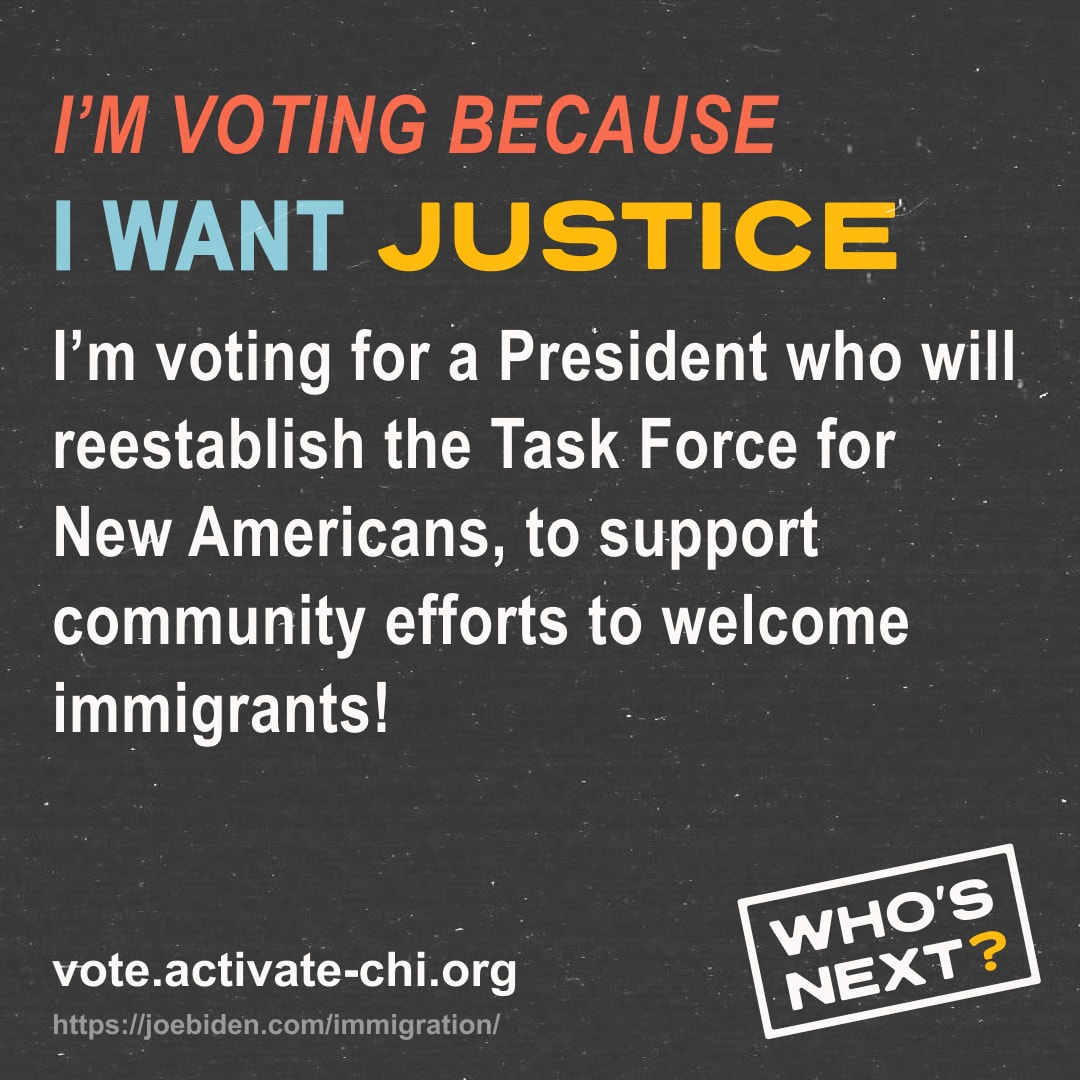 I’M VOTING BECAUSE
I WANT JUSTICE
I’m voting for a President who will
reestablish the Task Force for
New Americans, to support
community efforts to welcome
immigrants!
WHO’S
NEXT?
vote.activate-chi.org
https://joebiden.com/immigration/